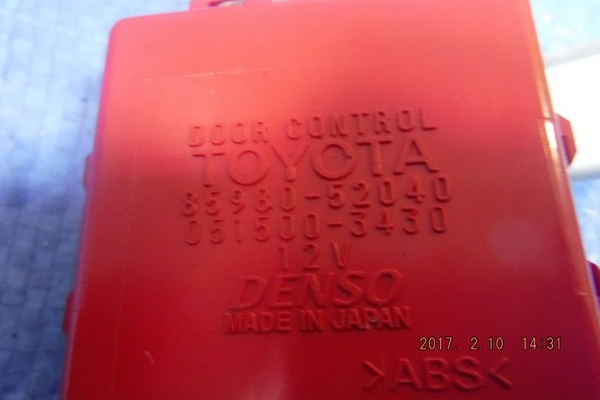 DOOR CONTROL
TOYOTA
85980-52040
051500-3430
12V
DENSO
MADE IN JAPAN
2017. 2.10 14:31
>ABS<